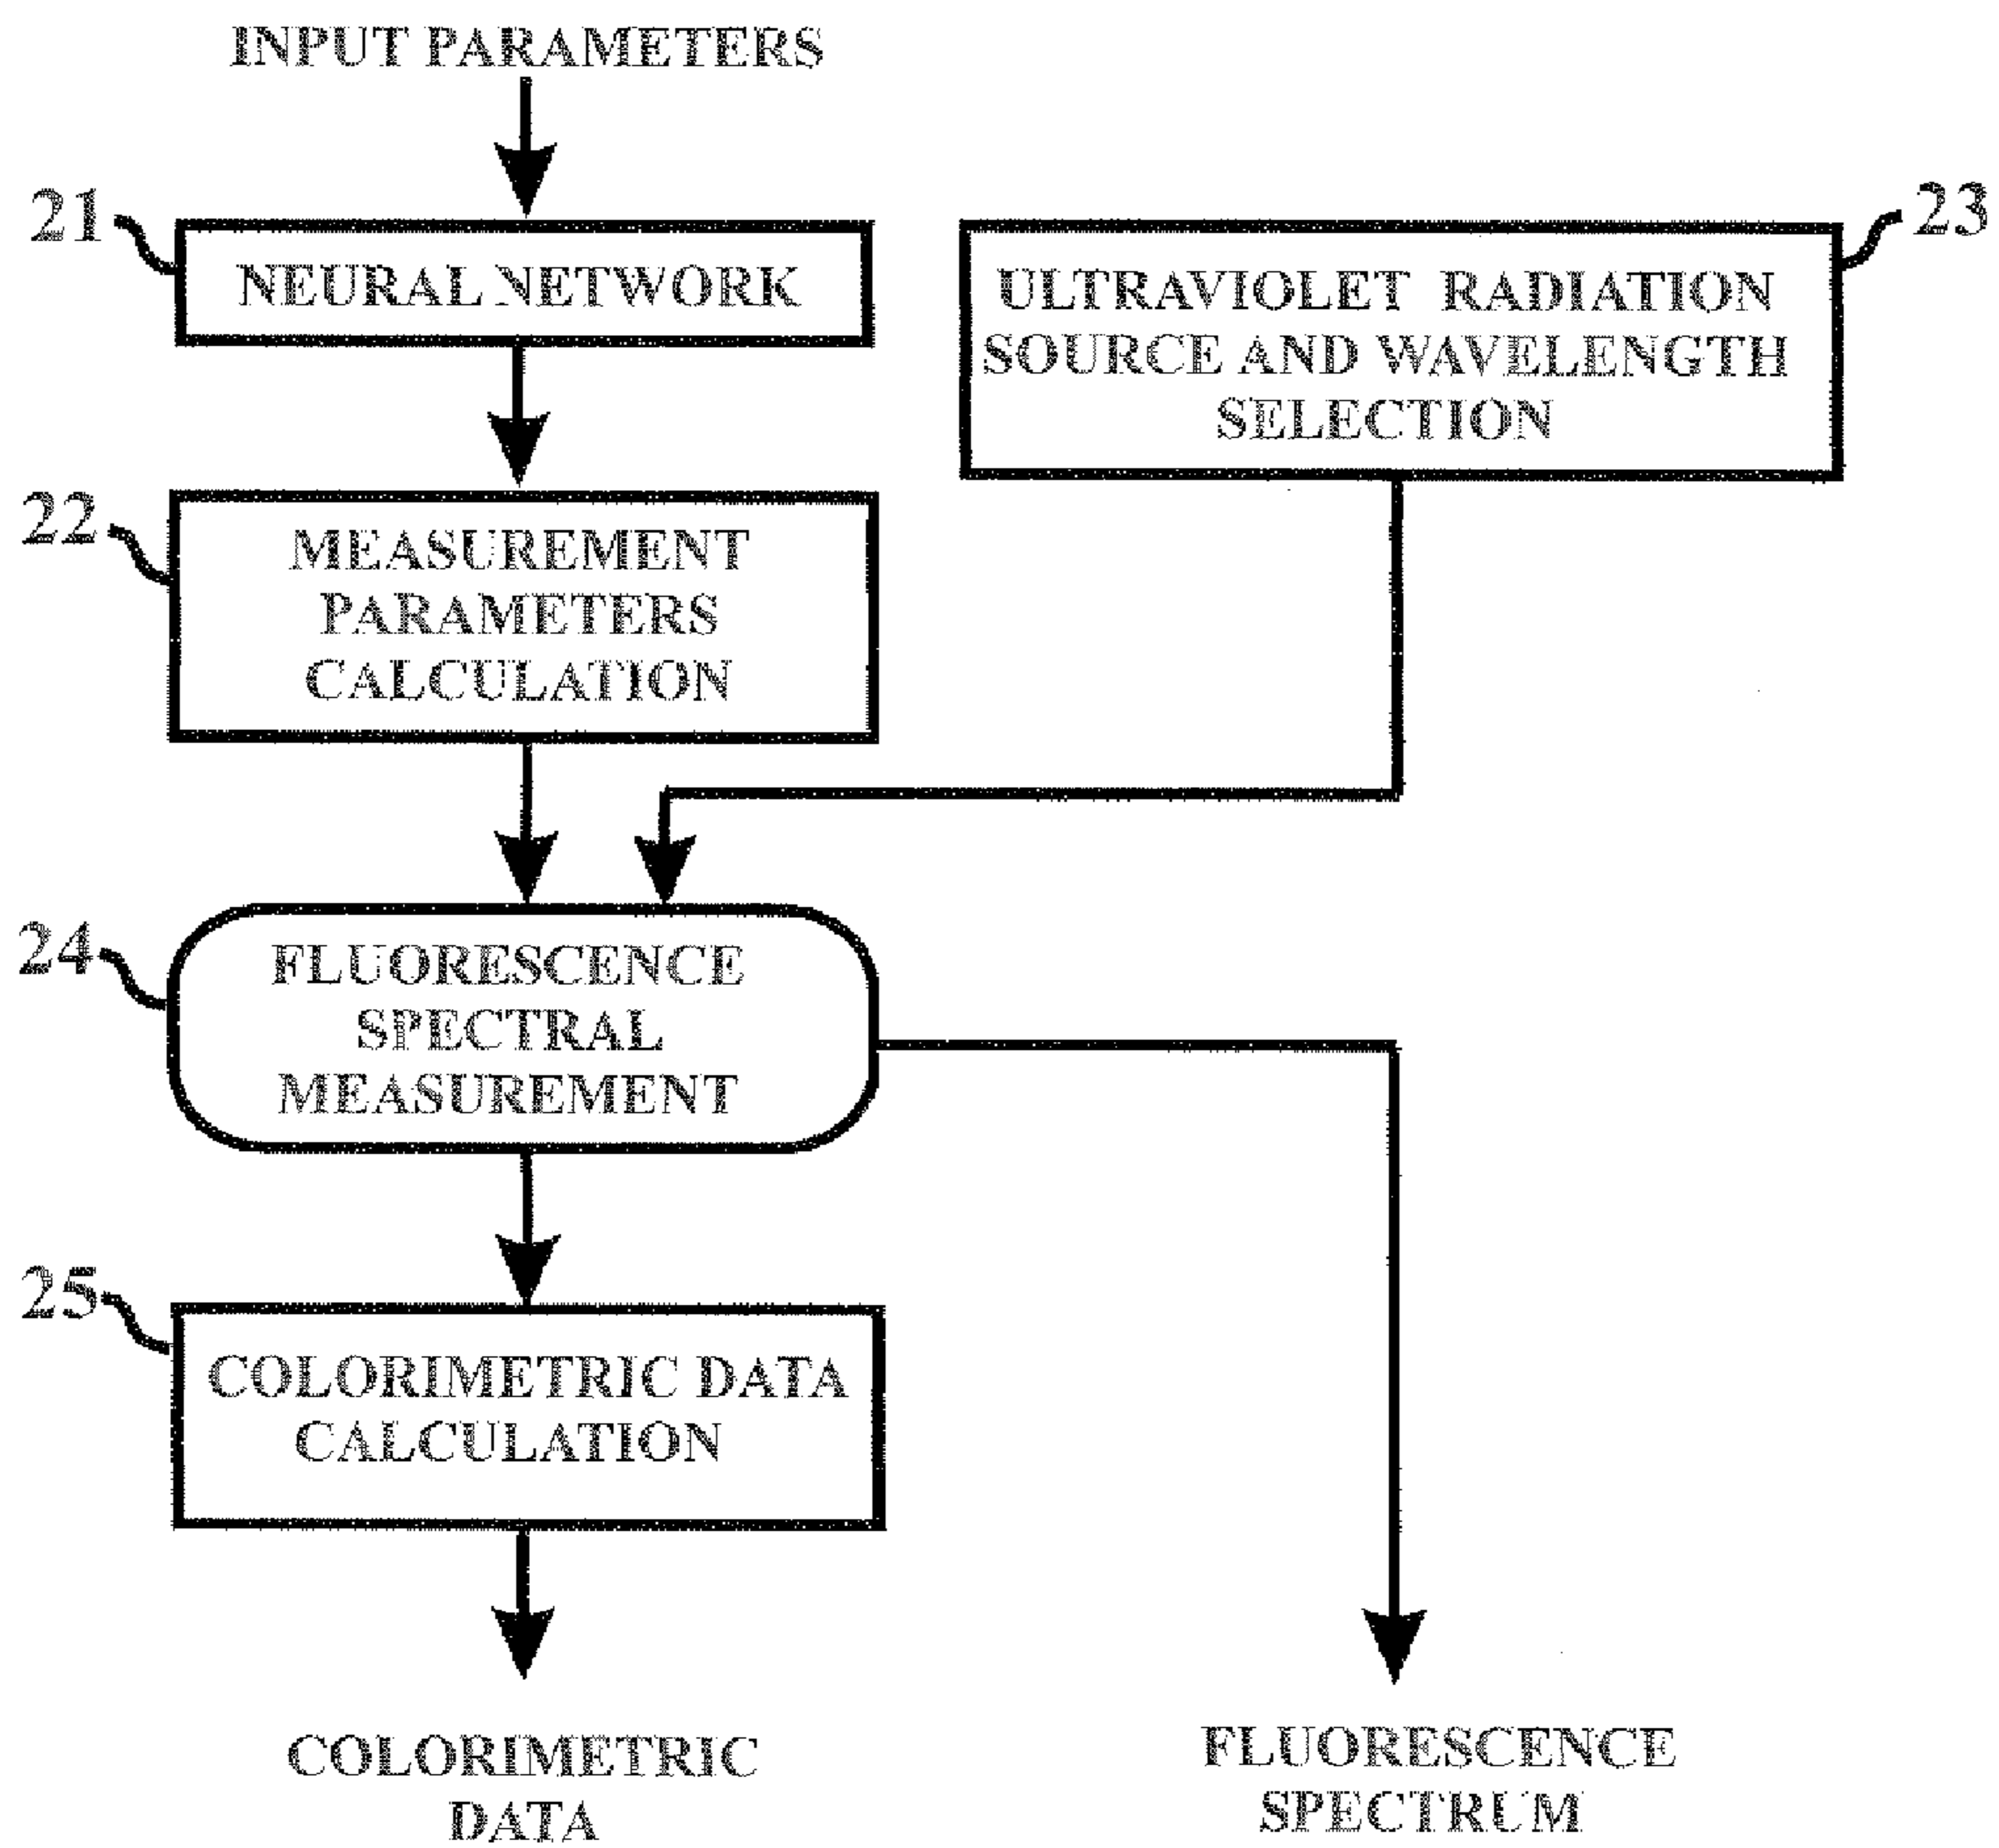 INPUT PARAMETERS
21
NEURAL NETWORK
23
ULTRAVIOLET RADIATION
SOURCE AND WAVELENGTH
SELECTION
22
MEASUREMENT
PARAMETERS
CALCULATION
24
FLUORESCENCE
SPECTRAL
MEASUREMENT
25
COLORIMETRIC DATA
CALCULATION
COLORIMETRIC
DATA
FLUORESCENCE
SPECTRUM